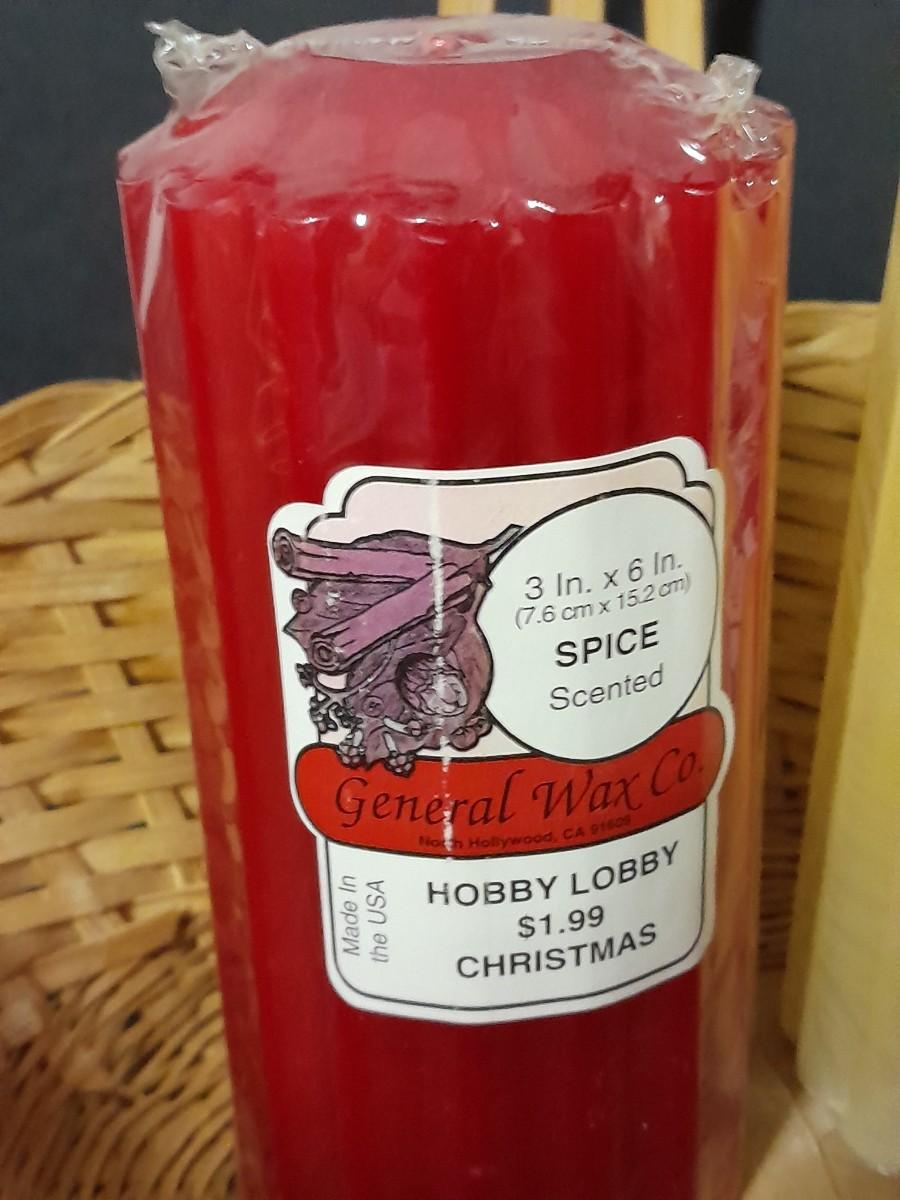 3 In. x 6 In.
(7.6 cm x 15.2 cm)
SPICE
Scented
General Wax Co.
North Hollywood, CA 91605
Made In
the USA
HOBBY LOBBY
$1.99
CHRISTMAS